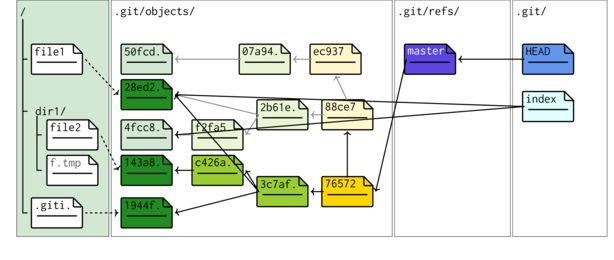 / .git/objects/ .git/refs/ .git/
file1 50fcd. 07a94. ec937 master HEAD
28ed2. index
dir1/ 2b61e. 88ce7
file2 4fcc8. f2fa5
f.tmp 143a8. c426a.
3c7af. 76572
.giti. 1944f.